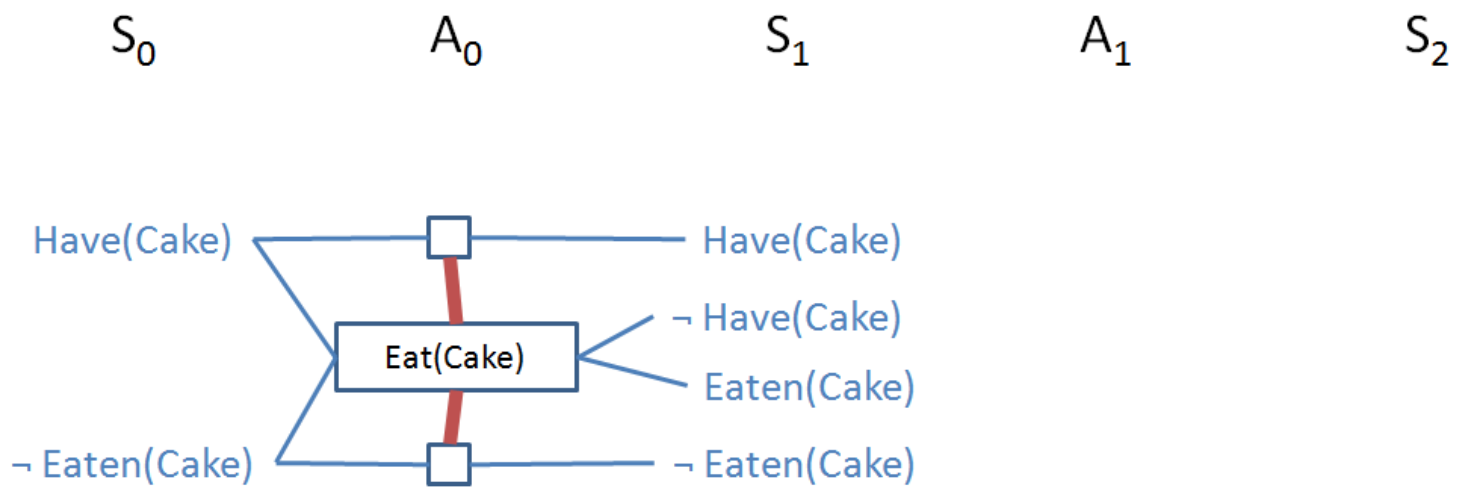 S₀ A₀ S₁ A₁ S₂
Have(Cake) Have(Cake)
¬ Have(Cake)
Eat(Cake)
Eaten(Cake)
¬ Eaten(Cake) ¬ Eaten(Cake)